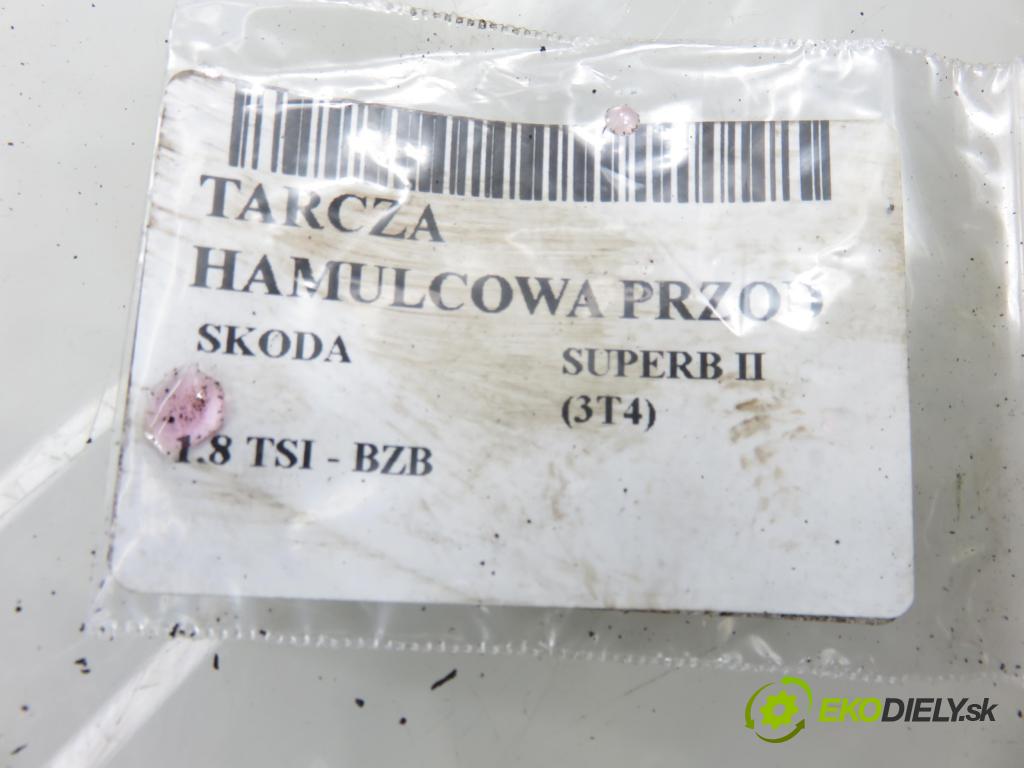 TARCZA
HAMULCOWA PRZOD
SKODA
SUPERB II
(3T4)
1.8 TSI - BZB
EKODIELY.sk